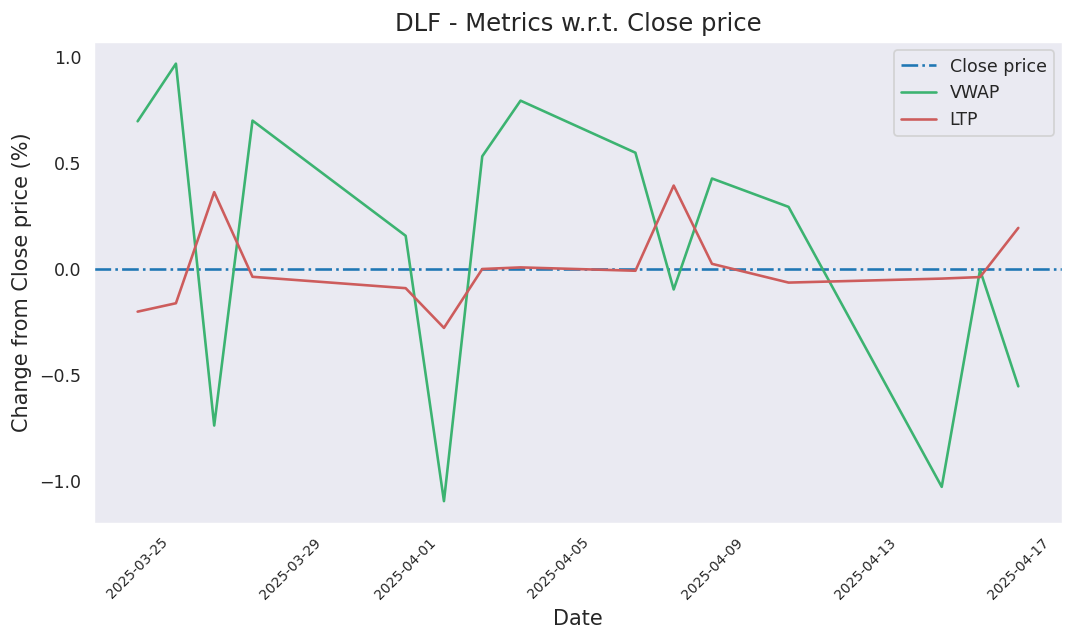 DLF - Metrics w.r.t. Close price
Change from Close price (%)
1.0
0.5
0.0
−0.5
−1.0
Close price
VWAP
LTP
2025-03-25
2025-03-29
2025-04-01
2025-04-05
2025-04-09
2025-04-13
2025-04-17
Date